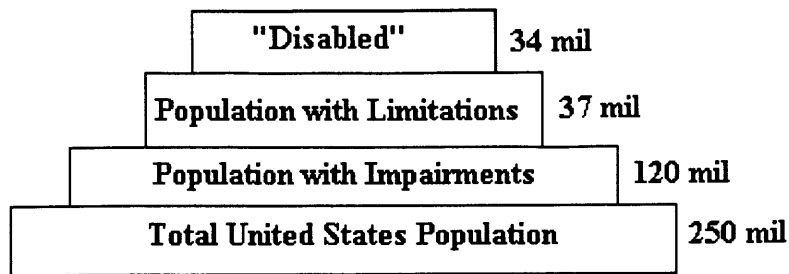 "Disabled" 34 mil
Population with Limitations 37 mil
Population with Impairments 120 mil
Total United States Population 250 mil